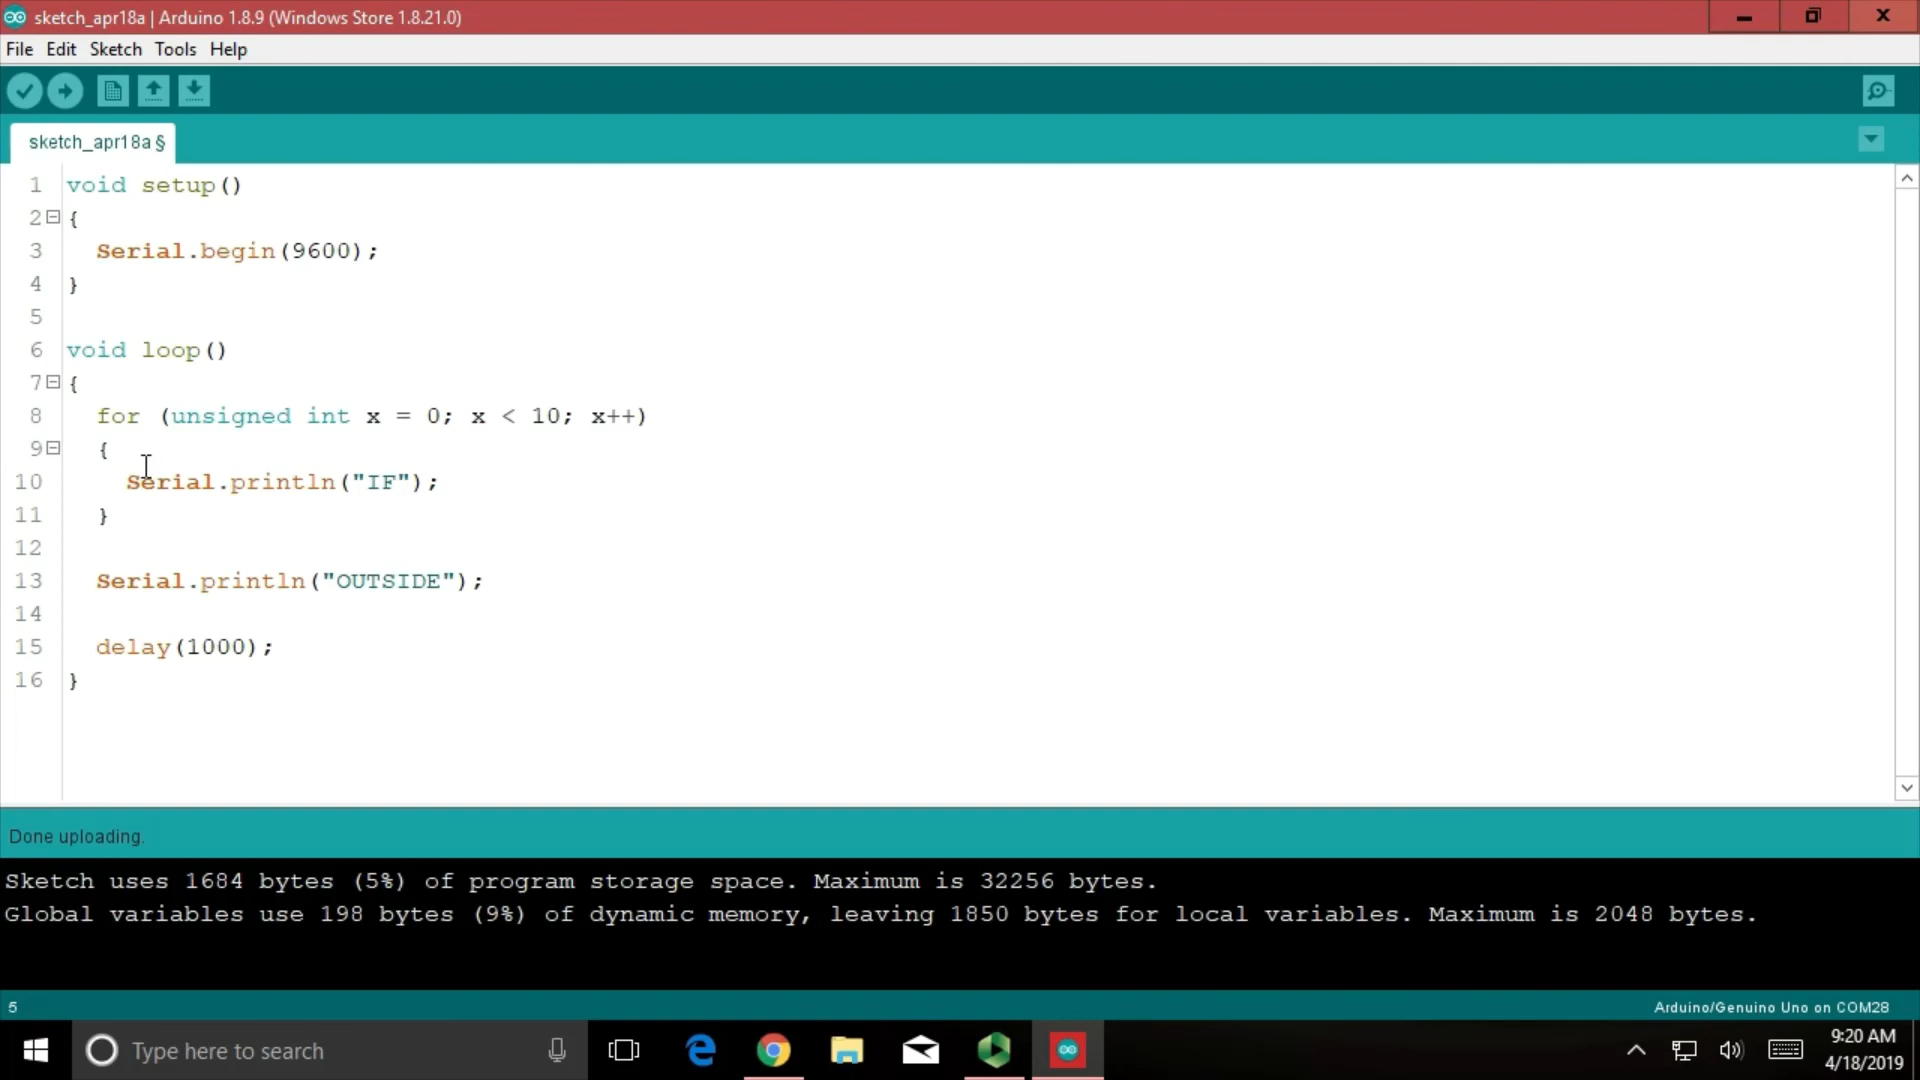 sketch_apr18a | Arduino 1.8.9 (Windows Store 1.8.21.0)
File Edit Sketch Tools Help
sketch_apr18a §
1 void setup()
2 {
3 Serial.begin(9600);
4 }
5
6 void loop()
7 {
8 for (unsigned int x = 0; x < 10; x++)
9 {
10 Serial.println("IF");
11 }
12
13 Serial.println("OUTSIDE");
14
15 delay(1000);
16 }
Done uploading.
Sketch uses 1684 bytes (5%) of program storage space. Maximum is 32256 bytes.
Global variables use 198 bytes (9%) of dynamic memory, leaving 1850 bytes for local variables. Maximum is 2048 bytes.
5 Arduino/Genuino Uno on COM28
Type here to search
9:20 AM
4/18/2019